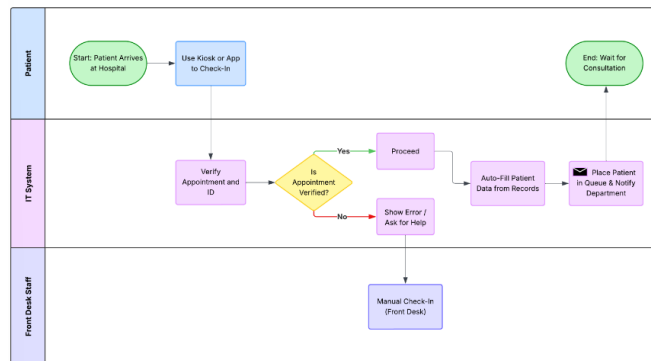 Patient
Start: Patient Arrives
at Hospital
Use Kiosk or App
to Check-In
End: Wait for
Consultation
IT System
Verify
Appointment and
ID
Is
Appointment
Verified?
Yes
No
Proceed
Show Error /
Ask for Help
Auto-Fill Patient
Data from Records
Place Patient
in Queue & Notify
Department
Front Desk Staff
Manual Check-In
(Front Desk)